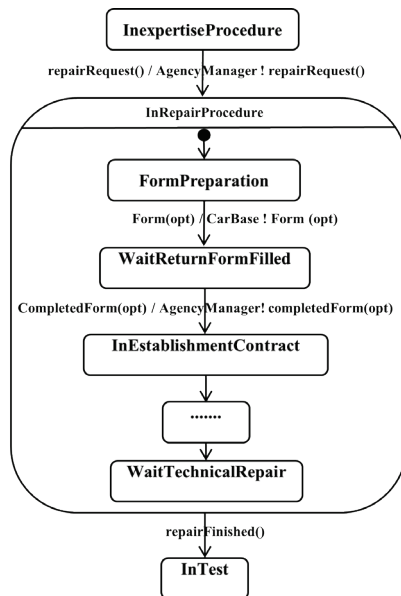 InexpertiseProcedure
repairRequest() / AgencyManager ! repairRequest()
InRepairProcedure
FormPreparation
Form(opt) / CarBase ! Form (opt)
WaitReturnFormFilled
CompletedForm(opt) / AgencyManager! completedForm(opt)
InEstablishmentContract
.......
WaitTechnicalRepair
repairFinished()
InTest